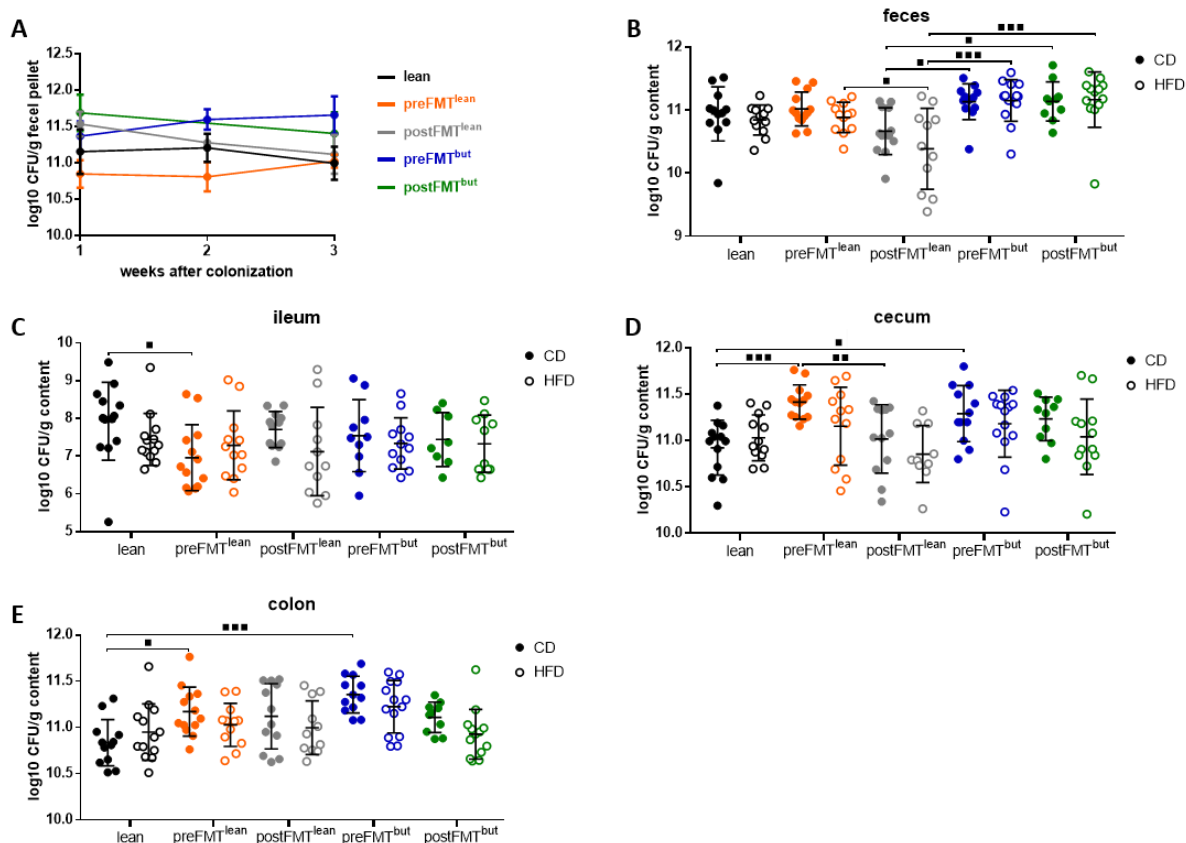 A
log10 CFU/g fecel pellet
12.5
12.0
11.5
11.0
10.5
10.0
1
2
3
weeks after colonization
lean
preFMTlean
postFMTlean
preFMTbut
postFMTbut
B
feces
log10 CFU/g content
12
11
10
9
lean
preFMTlean
postFMTlean
preFMTbut
postFMTbut
CD
HFD
C
ileum
log10 CFU/g content
10
9
8
7
6
5
lean
preFMTlean
postFMTlean
preFMTbut
postFMTbut
CD
HFD
D
cecum
log10 CFU/g content
12.0
11.5
11.0
10.5
10.0
lean
preFMTlean
postFMTlean
preFMTbut
postFMTbut
CD
HFD
E
colon
log10 CFU/g content
12.0
11.5
11.0
10.5
10.0
lean
preFMTlean
postFMTlean
preFMTbut
postFMTbut
CD
HFD